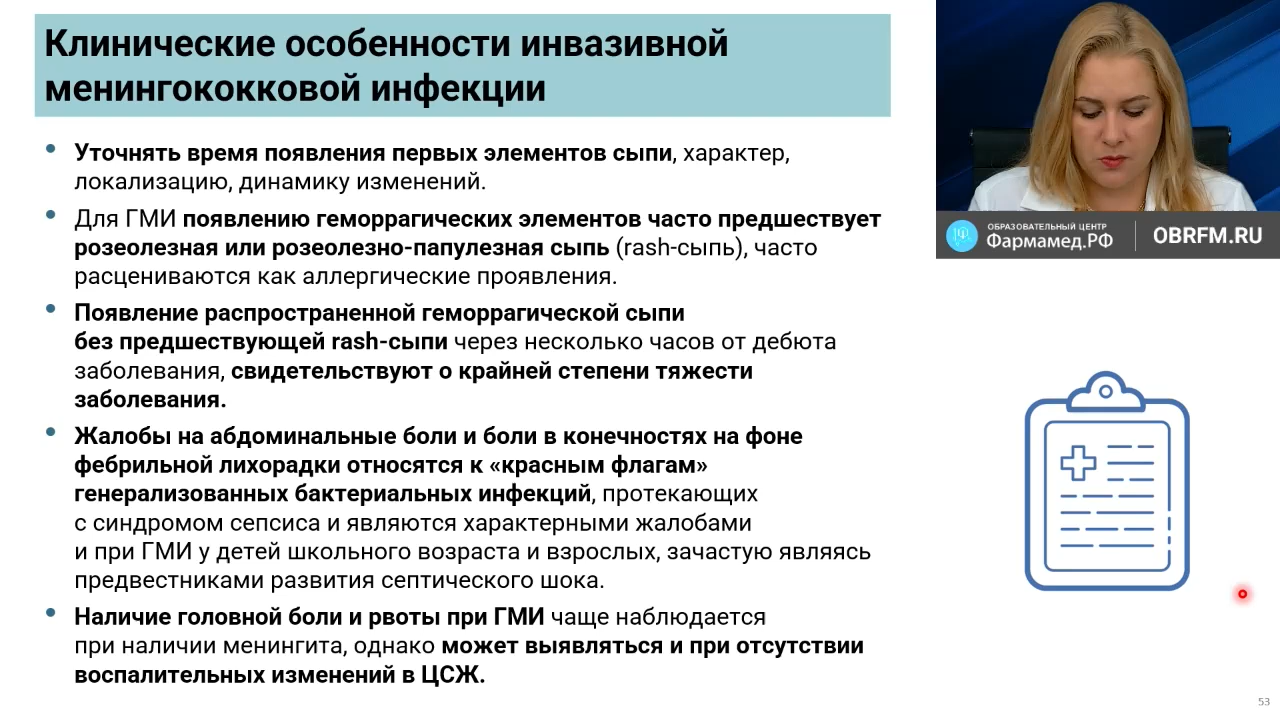 Клинические особенности инвазивной
менингококковой инфекции
Уточнять время появления первых элементов сыпи, характер,
локализацию, динамику изменений.
Для ГМИ появлению геморрагических элементов часто предшествует
розеолезная или розеолезно-папулезная сыпь (rash-сыпь), часто
расцениваются как аллергические проявления.
Появление распространенной геморрагической сыпи
без предшествующей rash-сыпи через несколько часов от дебюта
заболевания, свидетельствуют о крайней степени тяжести
заболевания.
Жалобы на абдоминальные боли и боли в конечностях на фоне
фебрильной лихорадки относятся к «красным флагам»
генерализованных бактериальных инфекций, протекающих
с синдромом сепсиса и являются характерными жалобами
и при ГМИ у детей школьного возраста и взрослых, зачастую являясь
предвестниками развития септического шока.
Наличие головной боли и рвоты при ГМИ чаще наблюдается
при наличии менингита, однако может выявляться и при отсутствии
воспалительных изменений в ЦСЖ.
ОБРАЗОВАТЕЛЬНЫЙ ЦЕНТР
Фармамед.РФ
OBRFM.RU
53